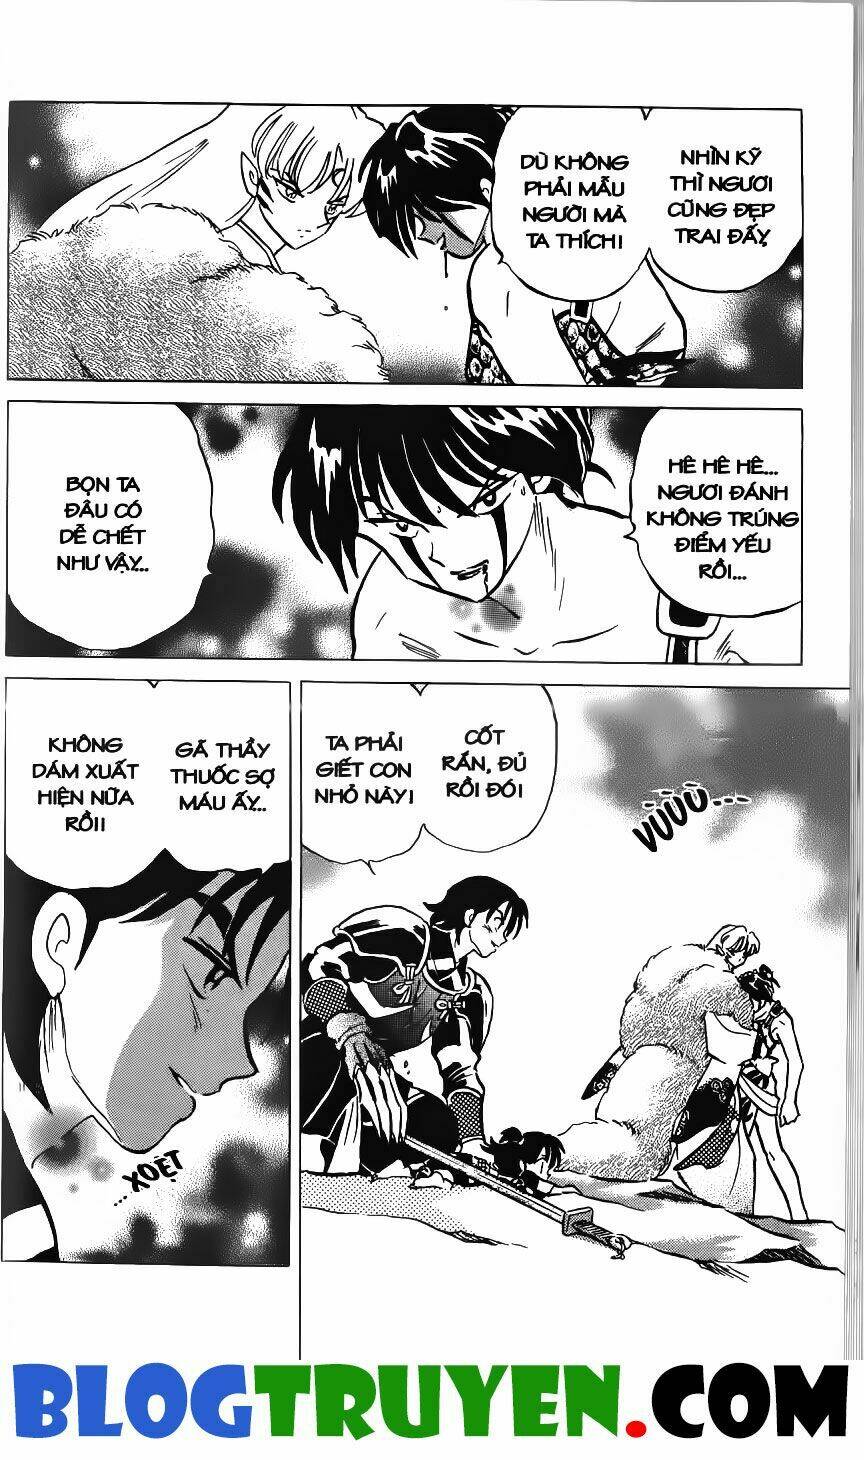 NHÌN KỸ
THÌ NGƯƠI
CŨNG ĐẸP
TRAI ĐẤY,
DÙ KHÔNG
PHẢI MẪU
NGƯỜI MÀ
TA THÍCH!
HÊ HÊ HÊ...
NGƯƠI ĐÁNH
KHÔNG TRÚNG
ĐIỂM YẾU
RỒI...
BỌN TA
ĐÂU CÓ
DỄ CHẾT
NHƯ VẬY...
CỐT
RẮN, ĐỦ
RỒI ĐÓ!
TA PHẢI
GIẾT CON
NHỎ NÀY!
VÙÙÙ...
GÃ THẦY
THUỐC SỢ
MÁU ẤY...
KHÔNG
DÁM XUẤT
HIỆN NỮA
RỒI!
...XOẸT
BLOGTRUYEN.COM